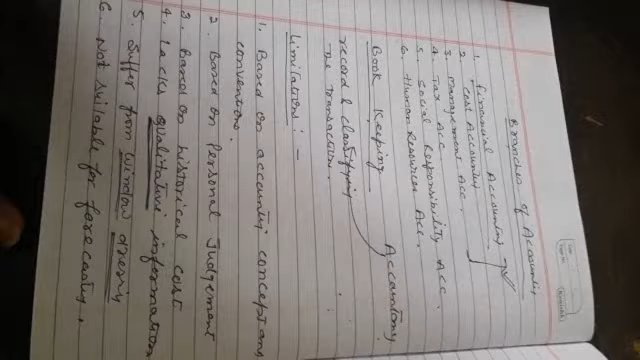 Branches of Accounting
1. Financial Accounting
2. Cost Accounting
3. Management Acc.
4. Tax Acc.
5. Social Responsibility Acc.
6. Human Resources Acc.
Book Keeping Accounting
record & classifying
the transaction.
Limitations :-
1. Based on accounting concept and
conventions.
2. Based on Personal Judgement
3. Based on historical cost
4. Lacks qualitative information
5. Suffer from window dressing
6. Not suitable for forecasting.